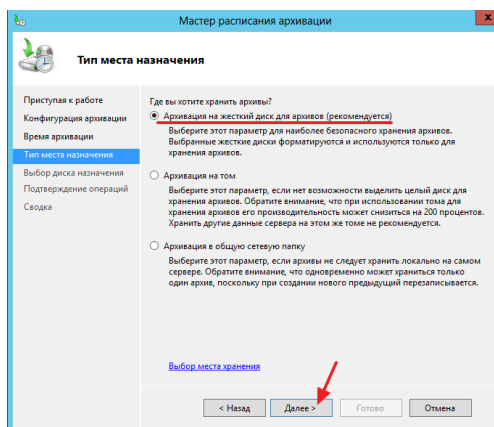 Мастер расписания архивации
x
Тип места назначения
Приступая к работе
Конфигурация архивации
Время архивации
Тип места назначения
Выбор диска назначения
Подтверждение операций
Сводка
Где вы хотите хранить архивы?
Архивация на жесткий диск для архивов (рекомендуется)
Выберите этот параметр для наиболее безопасного хранения архивов.
Выбранные жесткие диски форматируются и используются только для
хранения архивов.
Архивация на том
Выберите этот параметр, если нет возможности выделить целый диск для
хранения архивов. Обратите внимание, что при использовании тома для
хранения архивов его производительность может снизиться на 200 процентов.
Хранить другие данные сервера на этом же томе не рекомендуется.
Архивация в общую сетевую папку
Выберите этот параметр, если архивы не следует хранить локально на самом
сервере. Обратите внимание, что одновременно может храниться только
один архив, поскольку при создании нового предыдущий перезаписывается.
Выбор места хранения
< Назад
Далее >
Готово
Отмена